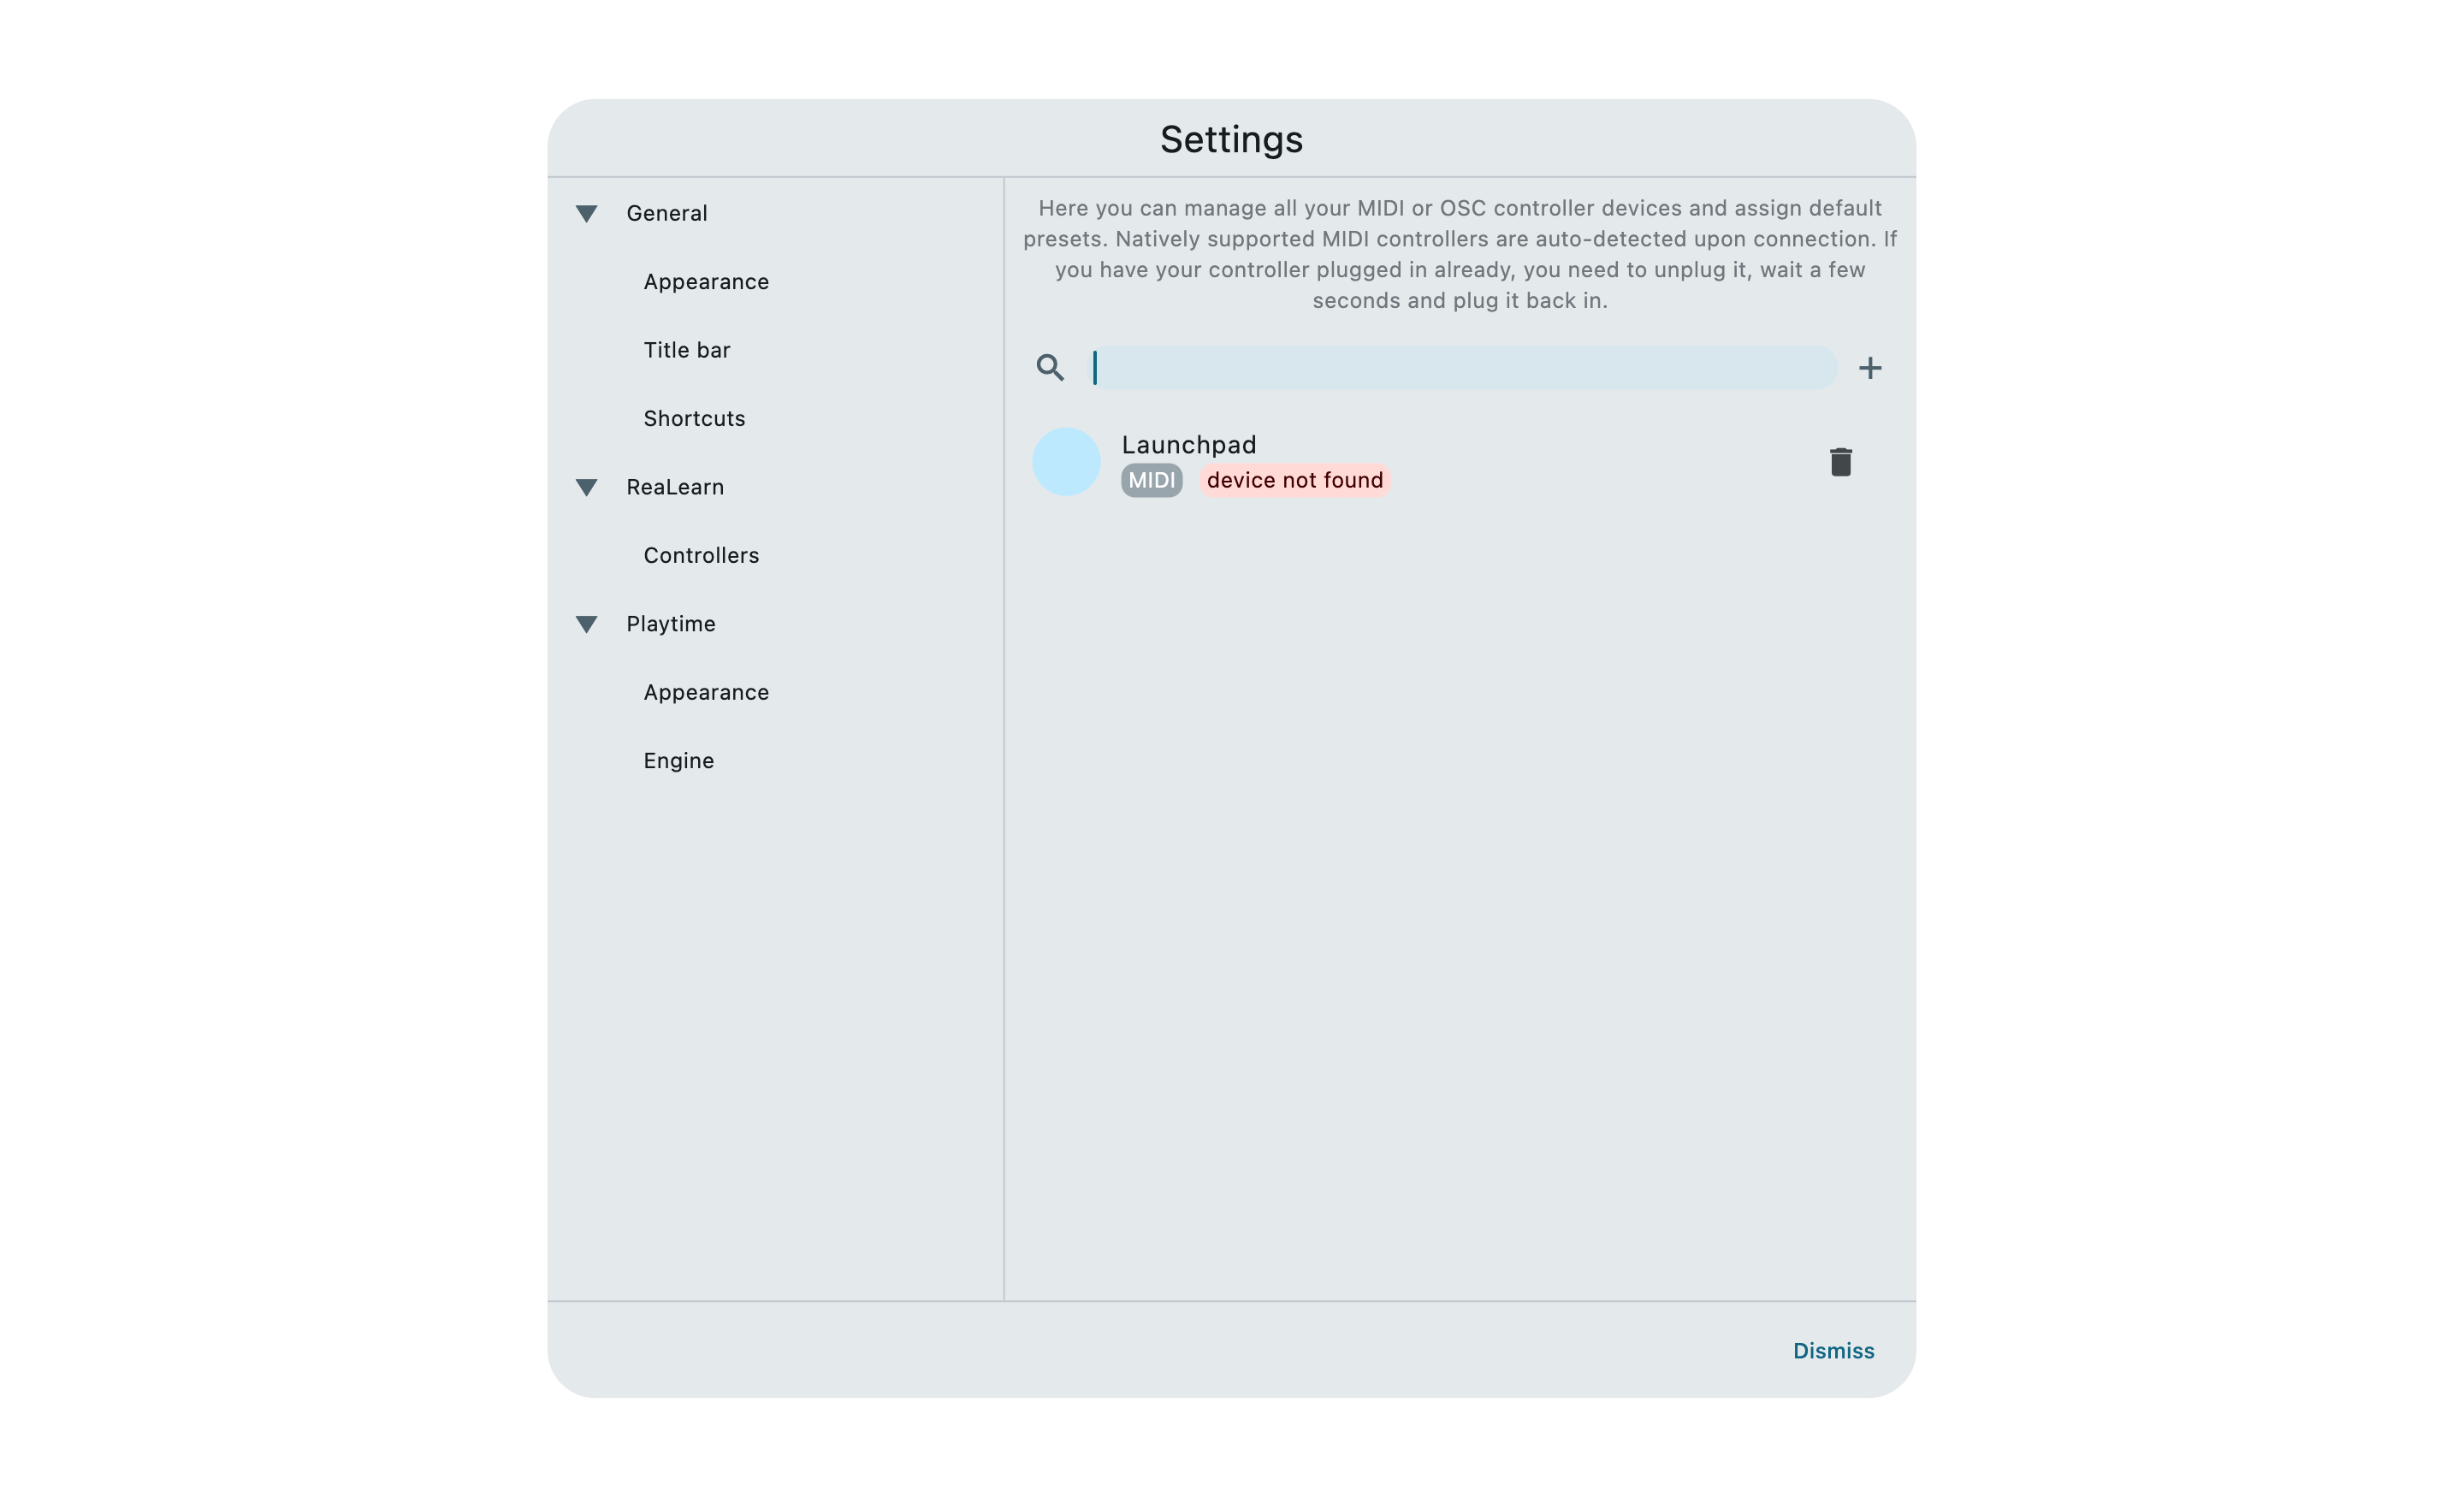 Settings
General
Appearance
Title bar
Shortcuts
ReaLearn
Controllers
Playtime
Appearance
Engine
Here you can manage all your MIDI or OSC controller devices and assign default
presets. Natively supported MIDI controllers are auto-detected upon connection. If
you have your controller plugged in already, you need to unplug it, wait a few
seconds and plug it back in.
Launchpad
MIDI device not found
Dismiss